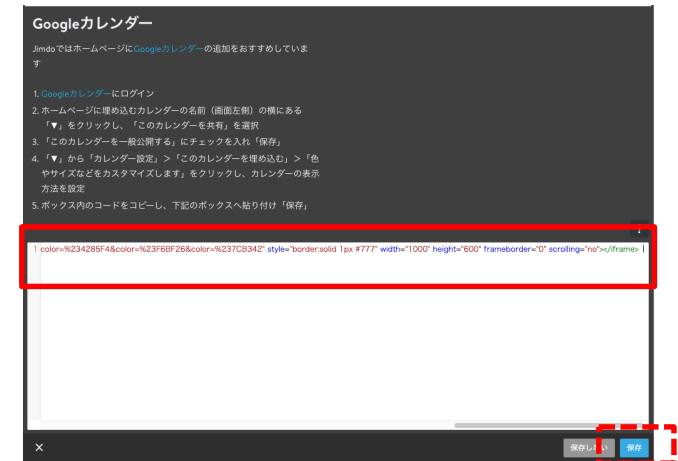 Googleカレンダー
JimdoではホームページにGoogleカレンダーの追加をおすすめしていま
す
1. Googleカレンダーにログイン
2. ホームページに埋め込むカレンダーの名前（画面左側）の横にある
「▼」をクリックし、「このカレンダーを共有」を選択
3. 「このカレンダーを一般公開する」にチェックを入れ「保存」
4. 「▼」から「カレンダー設定」＞「このカレンダーを埋め込む」＞「色
やサイズなどをカスタマイズします」をクリックし、カレンダーの表示
方法を設定
5. ボックス内のコードをコピーし、下記のボックスへ貼り付け「保存」
1 color=%234285F4&color=%23F6BF26&color=%237CB342" style="border:solid 1px #777" width="1000" height="600" frameborder="0" scrolling="no"></iframe>
保存しない 保存